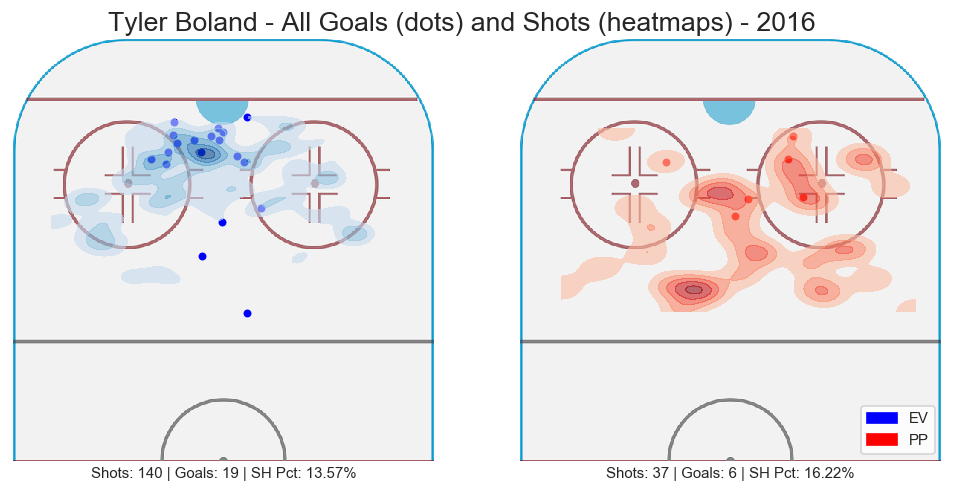 Tyler Boland - All Goals (dots) and Shots (heatmaps) - 2016
EV
PP
Shots: 140 | Goals: 19 | SH Pct: 13.57%
Shots: 37 | Goals: 6 | SH Pct: 16.22%